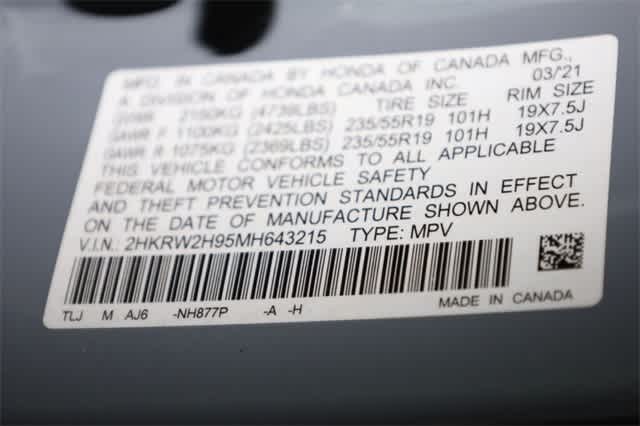 MFG. IN CANADA BY HONDA OF CANADA MFG.,
A DIVISION OF HONDA CANADA INC. 03/21
GVWR 2150KG (4739LBS) TIRE SIZE RIM SIZE
GAWR F 1100KG (2425LBS) 235/55R19 101H 19X7.5J
GAWR R 1075KG (2369LBS) 235/55R19 101H 19X7.5J
THIS VEHICLE CONFORMS TO ALL APPLICABLE
FEDERAL MOTOR VEHICLE SAFETY
AND THEFT PREVENTION STANDARDS IN EFFECT
ON THE DATE OF MANUFACTURE SHOWN ABOVE.
V.I.N.: 2HKRW2H95MH643215 TYPE: MPV
TLJ M AJ6 -NH877P -A -H MADE IN CANADA